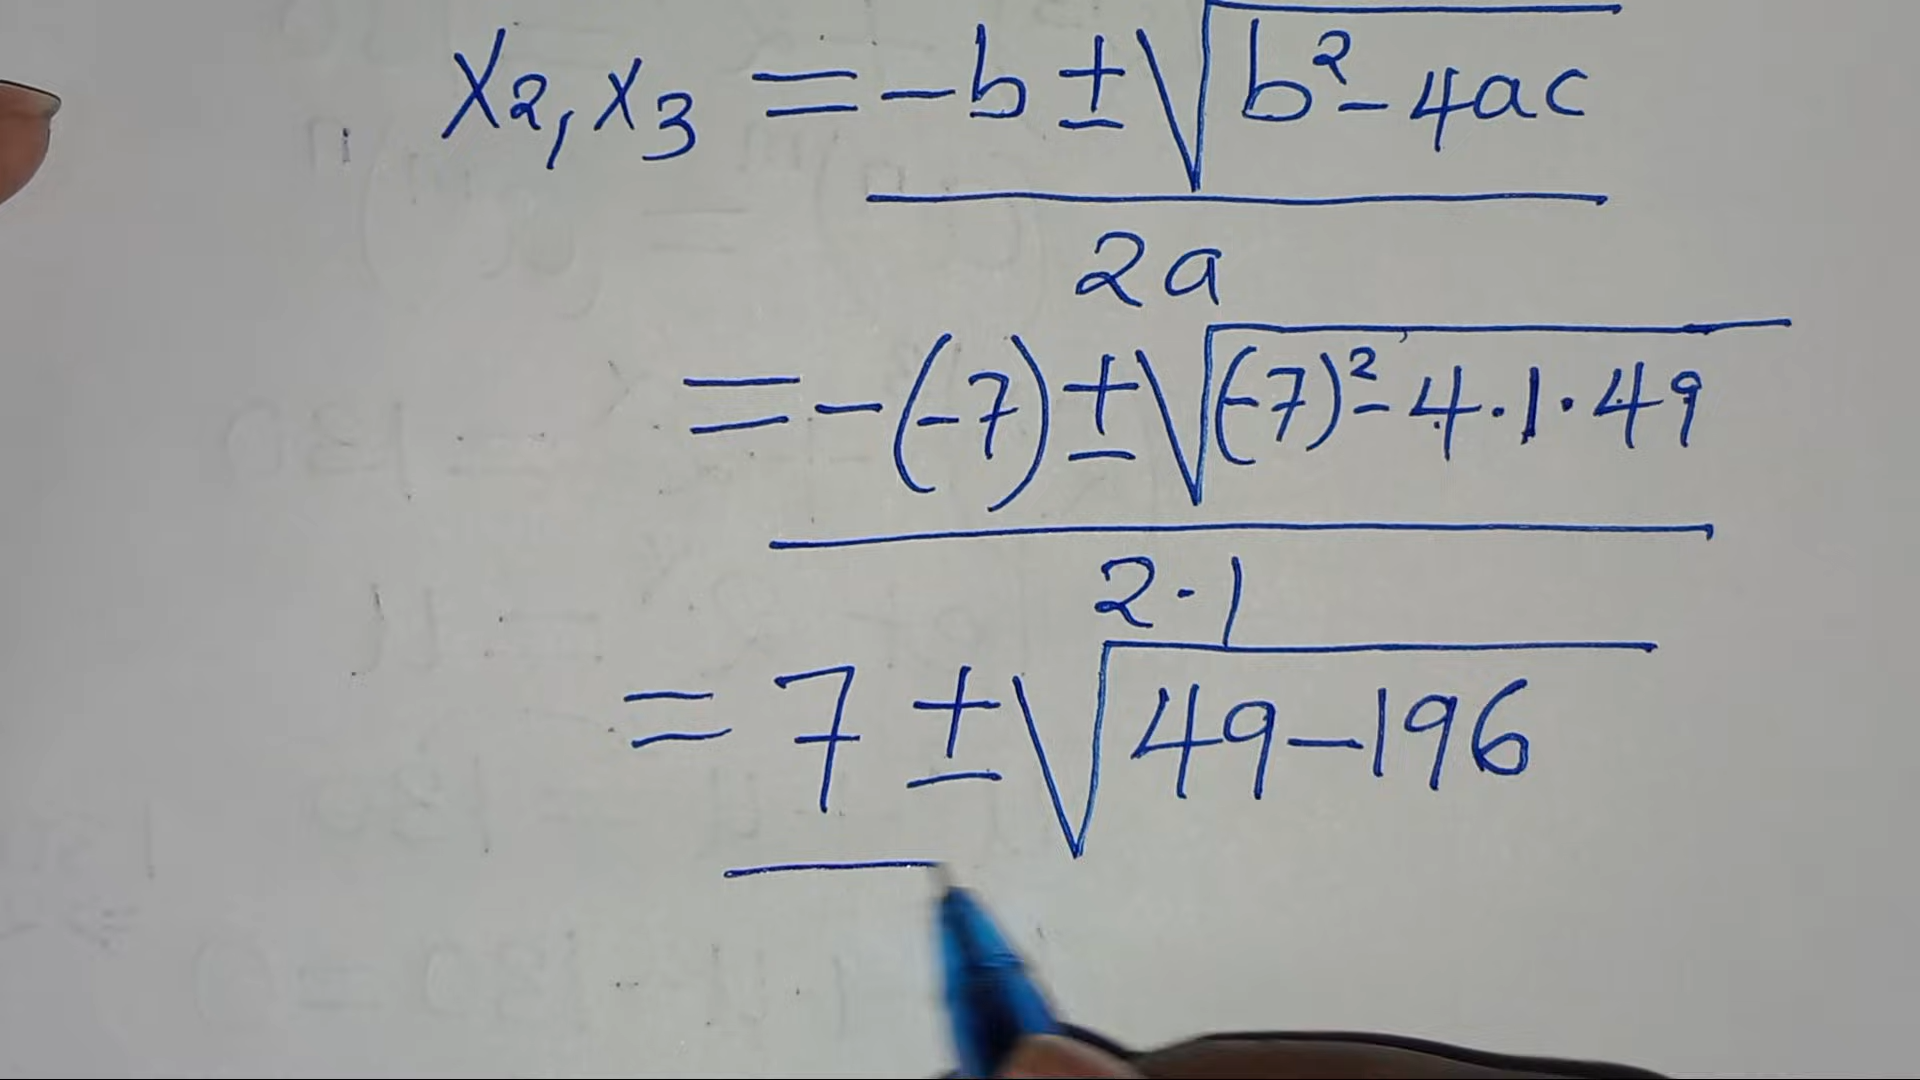 x2, x3 = -b ± √b² - 4ac
2a
= -(-7) ± √(-7)² - 4 . 1 . 49
2 . 1
= 7 ± √49 - 196